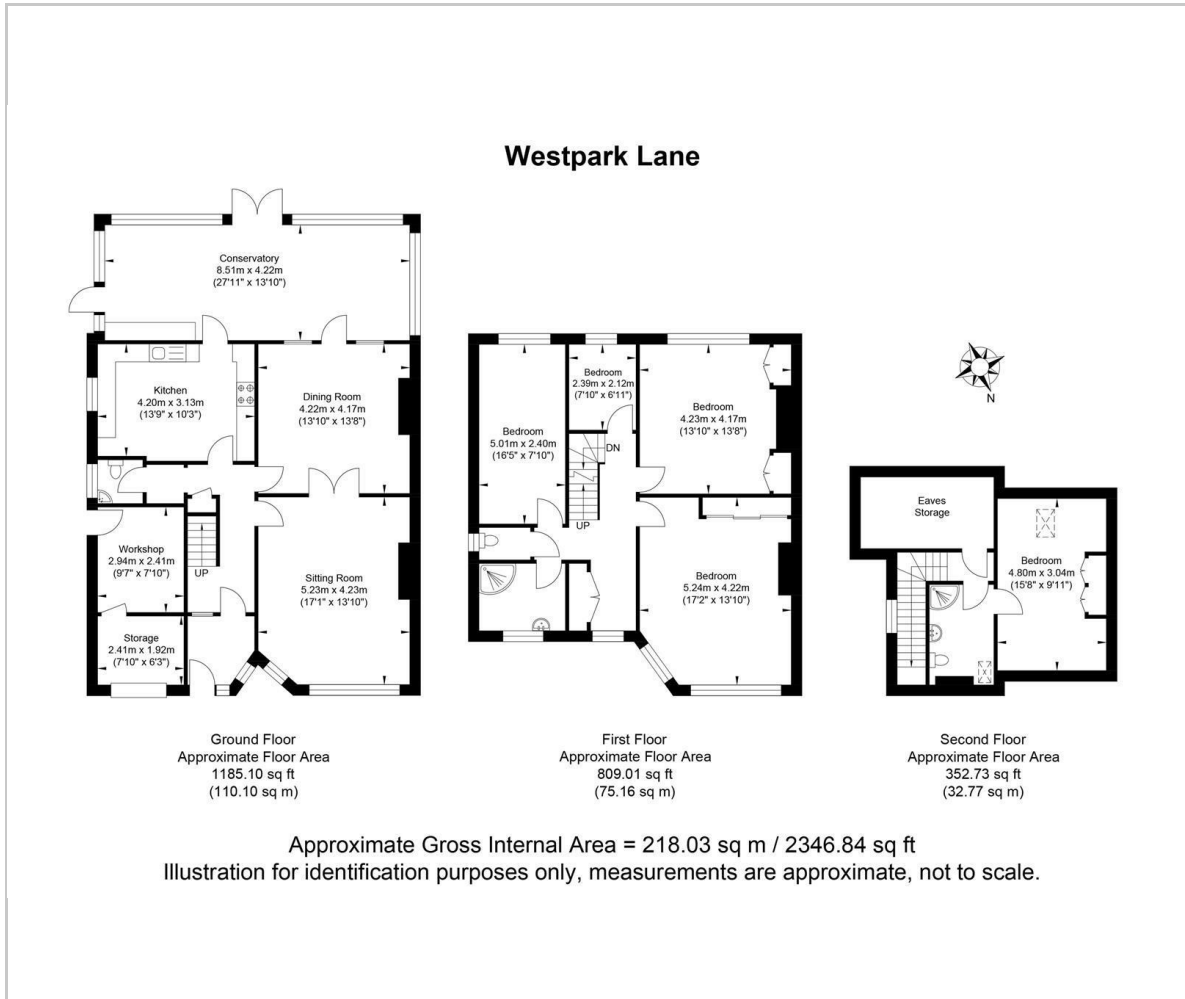 Westpark Lane
Conservatory
8.51m x 4.22m
(27'11" x 13'10")
Kitchen
4.20m x 3.13m
(13'9" x 10'3")
Dining Room
4.22m x 4.17m
(13'10" x 13'8")
Workshop
2.94m x 2.41m
(9'7" x 7'10")
UP
Sitting Room
5.23m x 4.23m
(17'1" x 13'10")
Storage
2.41m x 1.92m
(7'10" x 6'3")
Ground Floor
Approximate Floor Area
1185.10 sq ft
(110.10 sq m)
Bedroom
2.39m x 2.12m
(7'10" x 6'11")
Bedroom
4.23m x 4.17m
(13'10" x 13'8")
Bedroom
5.01m x 2.40m
(16'5" x 7'10")
DN
UP
Bedroom
5.24m x 4.22m
(17'2" x 13'10")
First Floor
Approximate Floor Area
809.01 sq ft
(75.16 sq m)
N
Eaves
Storage
Bedroom
4.80m x 3.04m
(15'8" x 9'11")
Second Floor
Approximate Floor Area
352.73 sq ft
(32.77 sq m)
Approximate Gross Internal Area = 218.03 sq m / 2346.84 sq ft
Illustration for identification purposes only, measurements are approximate, not to scale.